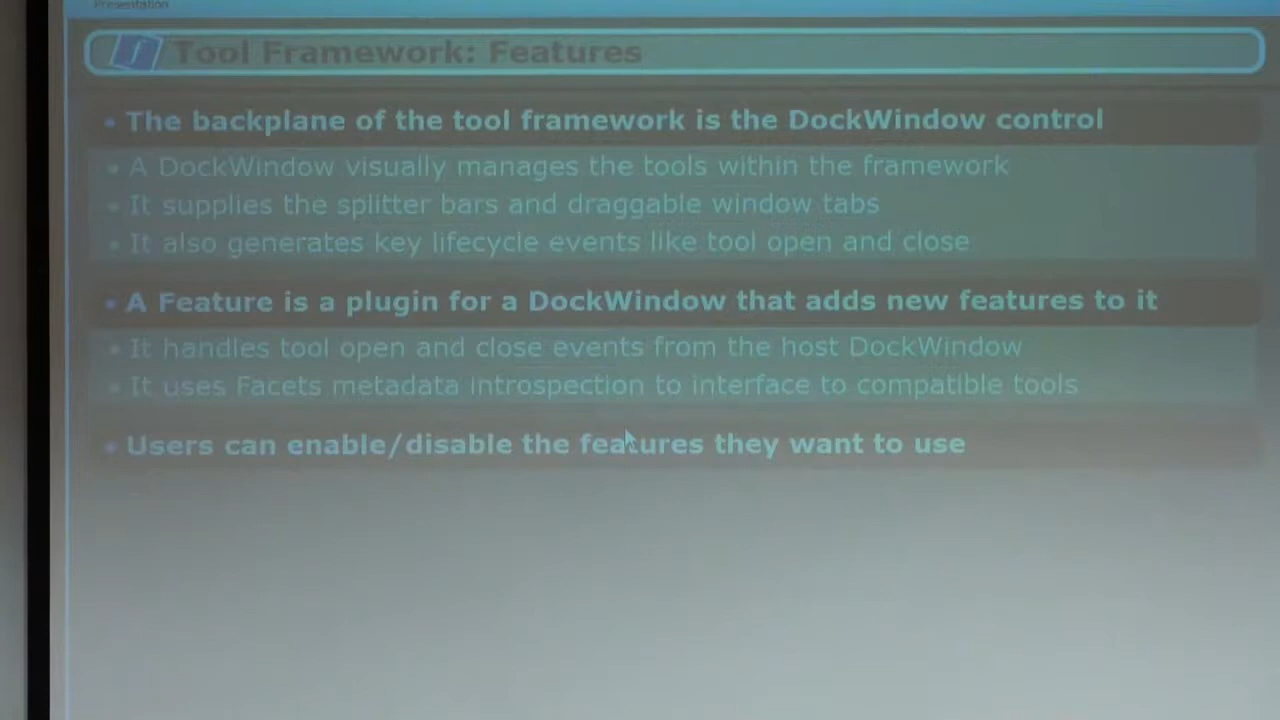 Presentation
Tool Framework: Features
• The backplane of the tool framework is the DockWindow control
• A DockWindow visually manages the tools within the framework
• It supplies the splitter bars and draggable window tabs
• It also generates key lifecycle events like tool open and close
• A Feature is a plugin for a DockWindow that adds new features to it
• It handles tool open and close events from the host DockWindow
• It uses Facets metadata introspection to interface to compatible tools
• Users can enable/disable the features they want to use